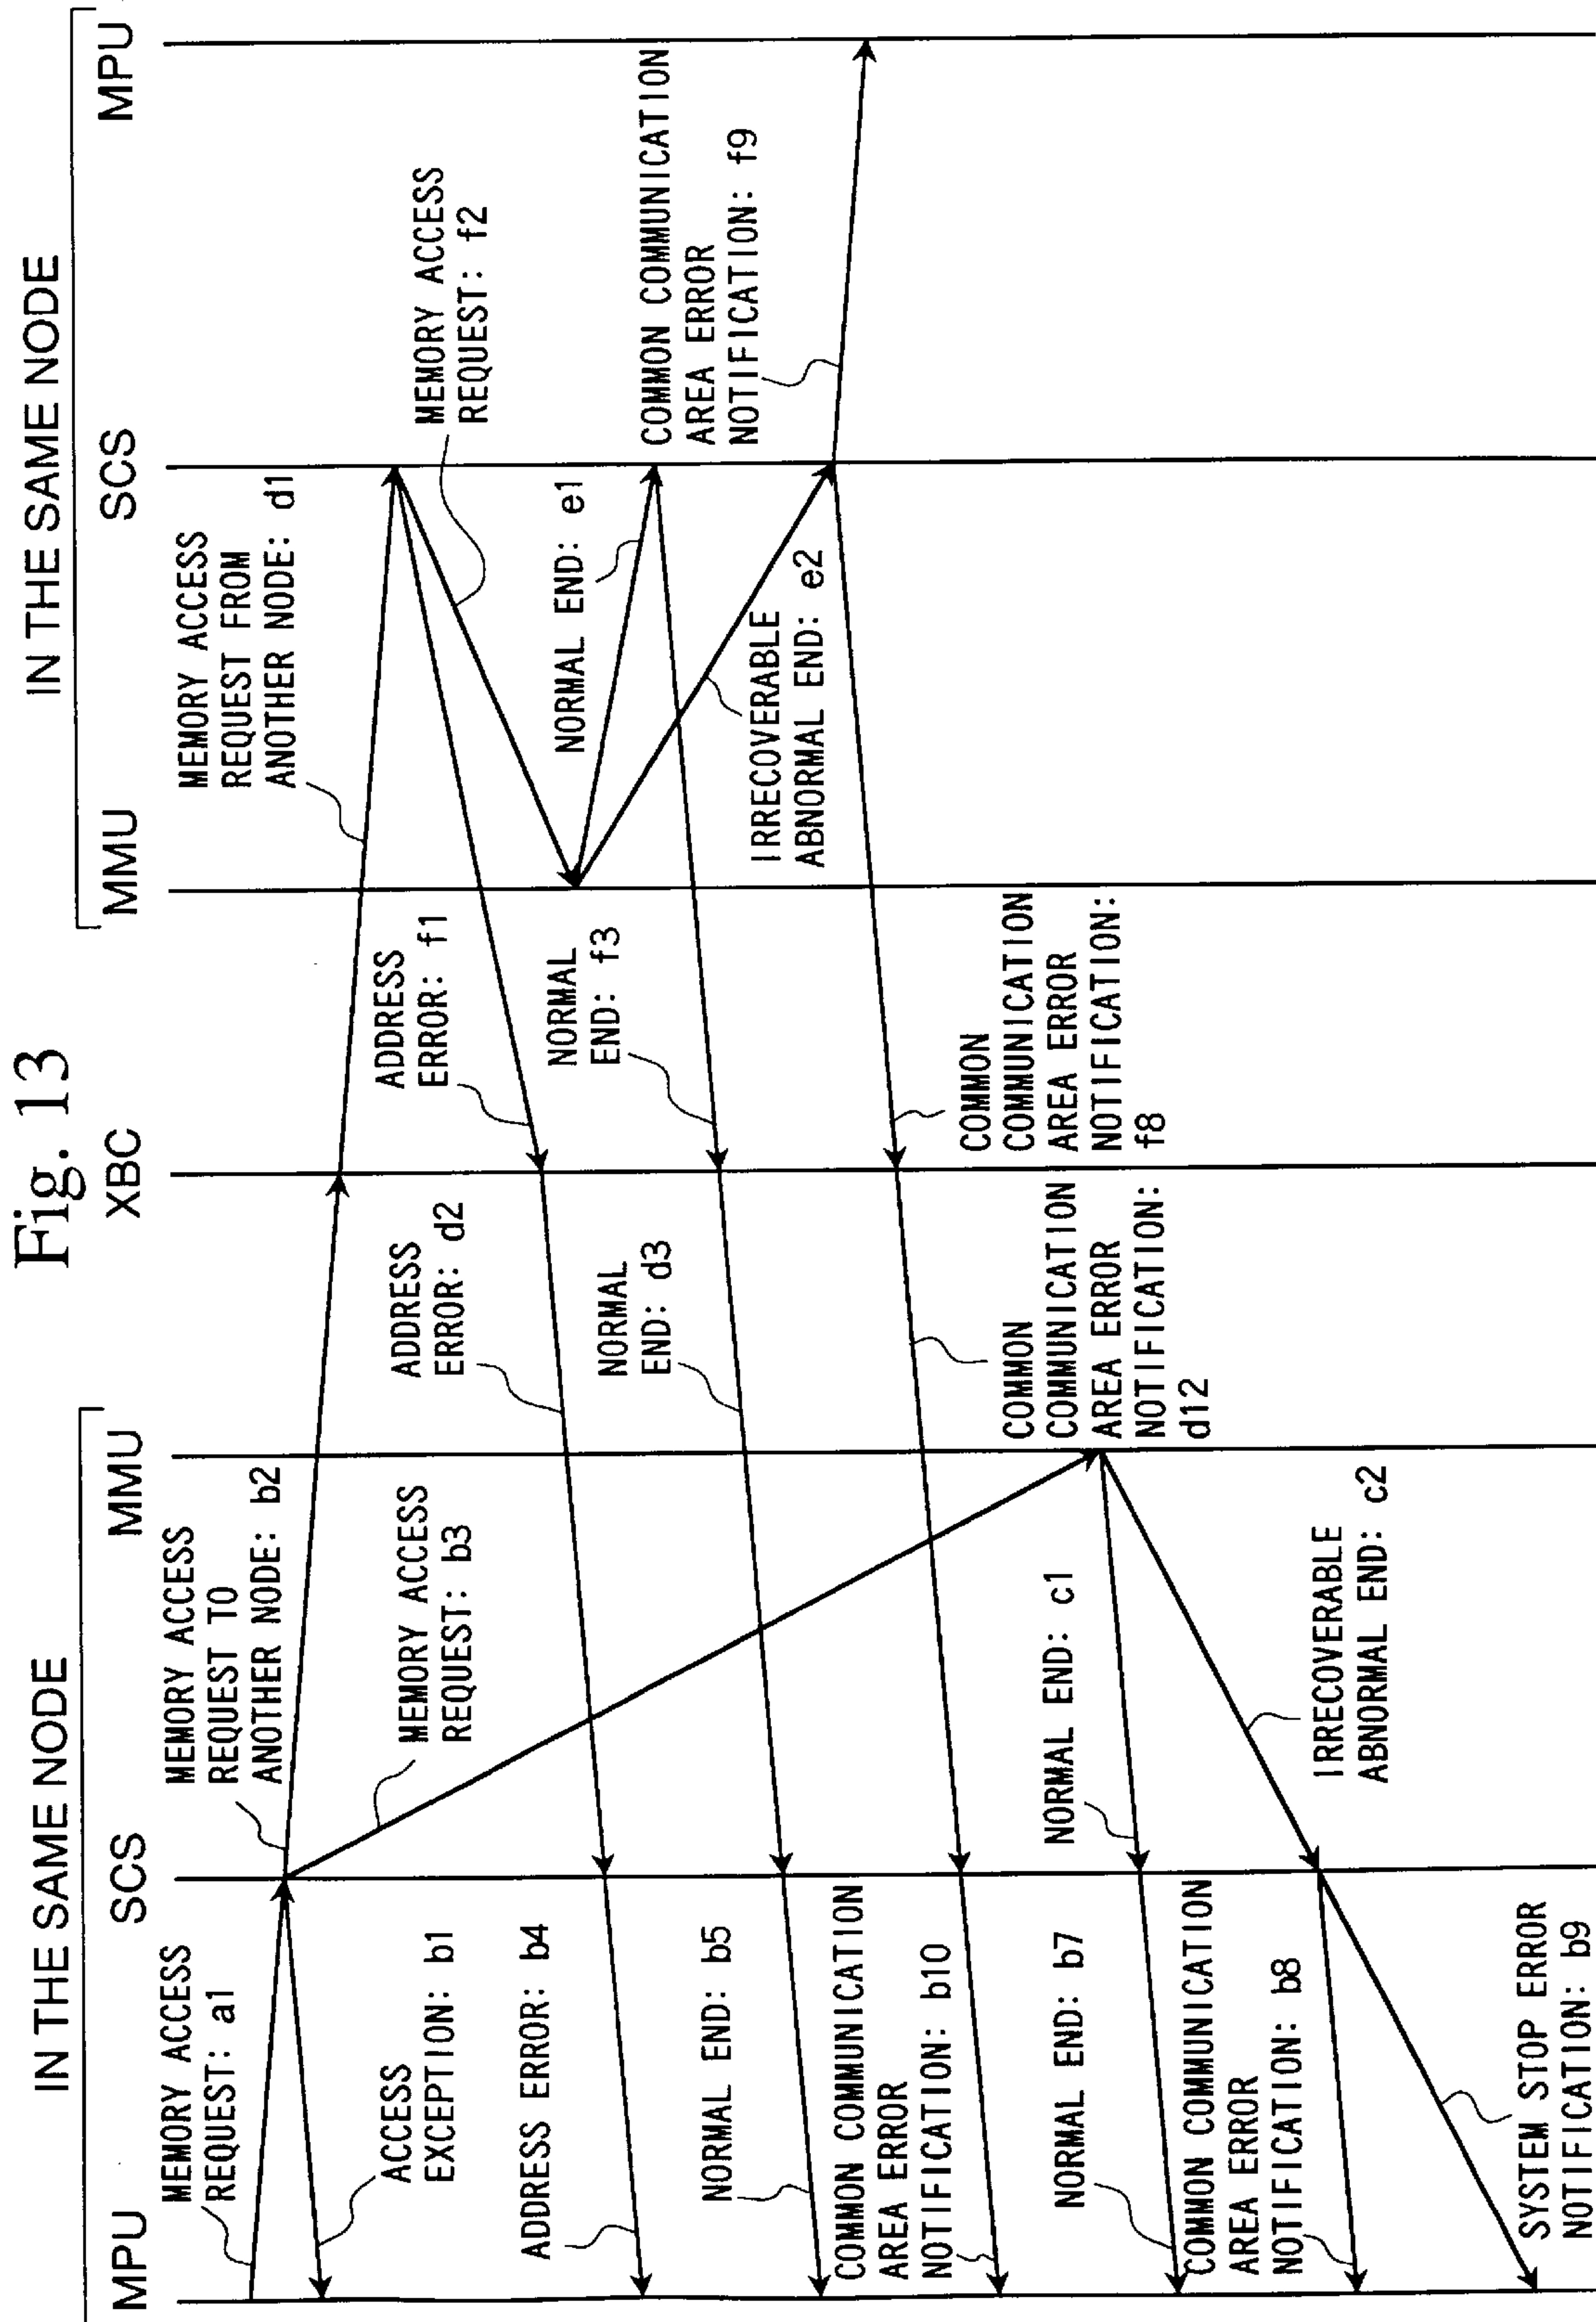 Fig. 13
IN THE SAME NODE
IN THE SAME NODE
MPU
SCS
MMU
XBC
MMU
SCS
MPU
MEMORY ACCESS
REQUEST: a1
MEMORY ACCESS
REQUEST TO
ANOTHER NODE: b2
MEMORY ACCESS
REQUEST FROM
ANOTHER NODE: d1
ACCESS
EXCEPTION: b1
MEMORY ACCESS
REQUEST: b3
ADDRESS
ERROR: d2
ADDRESS
ERROR: f1
MEMORY ACCESS
REQUEST: f2
ADDRESS ERROR: b4
NORMAL
END: d3
NORMAL
END: f3
NORMAL END: e1
COMMON COMMUNICATION
AREA ERROR
NOTIFICATION: f9
NORMAL END: b5
IRRECOVERABLE
ABNORMAL END: e2
COMMON COMMUNICATION
AREA ERROR
NOTIFICATION: b10
COMMON
COMMUNICATION
AREA ERROR
NOTIFICATION:
d12
COMMON
COMMUNICATION
AREA ERROR
NOTIFICATION:
f8
NORMAL END: b7
NORMAL END: c1
COMMON COMMUNICATION
AREA ERROR
NOTIFICATION: b8
IRRECOVERABLE
ABNORMAL END: c2
SYSTEM STOP ERROR
NOTIFICATION: b9